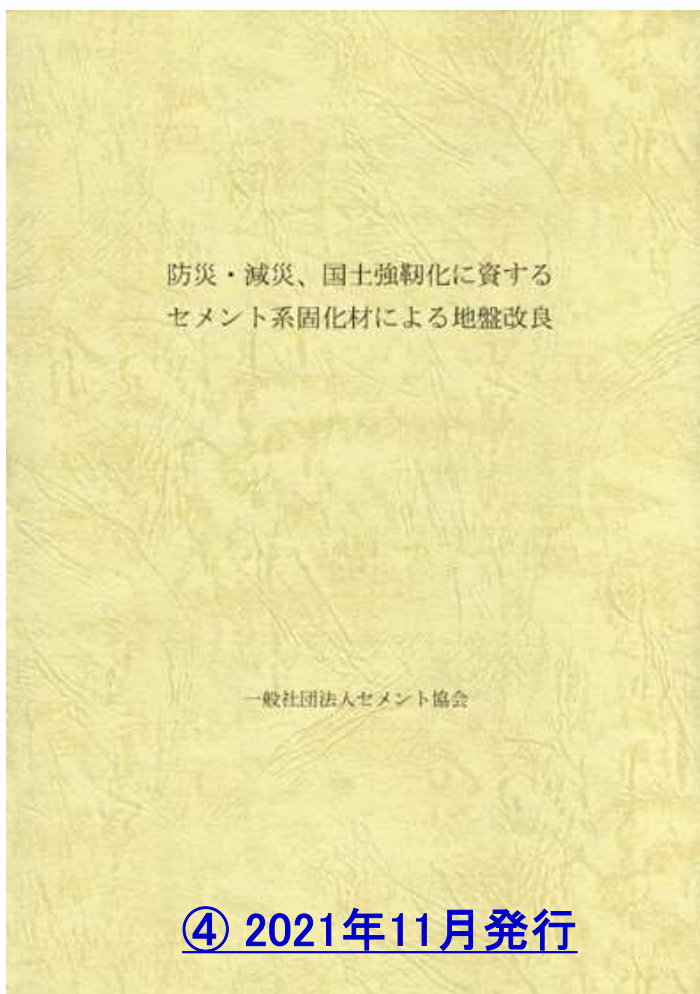 防災・減災、国土強靱化に資する
セメント系固化材による地盤改良
一般社団法人セメント協会
④ 2021年11月発行